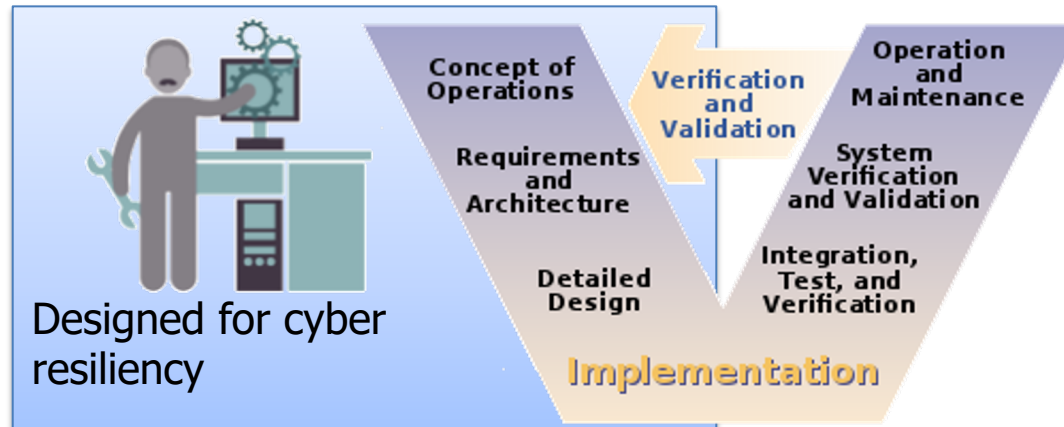 Concept of
Operations
Requirements
and
Architecture
Detailed
Design
Verification
and
Validation
Operation
and
Maintenance
System
Verification
and Validation
Integration,
Test, and
Verification
Implementation
Designed for cyber
resiliency